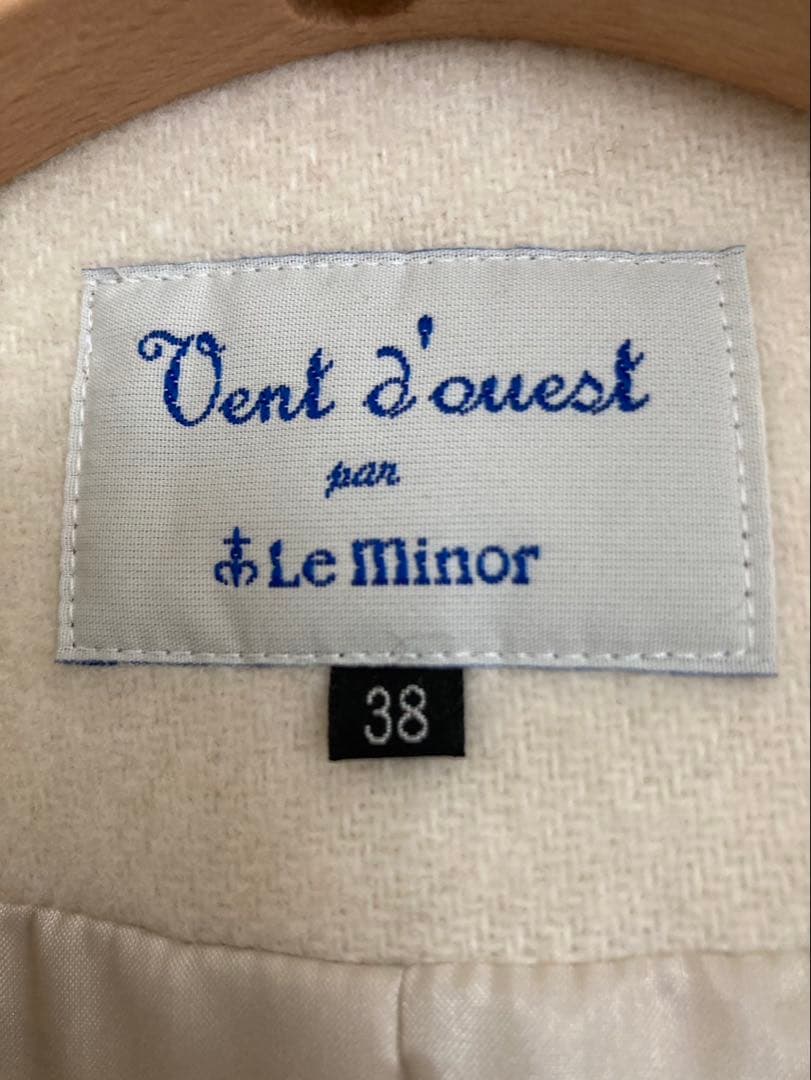 Vent d'ouest
par
Le Minor
38